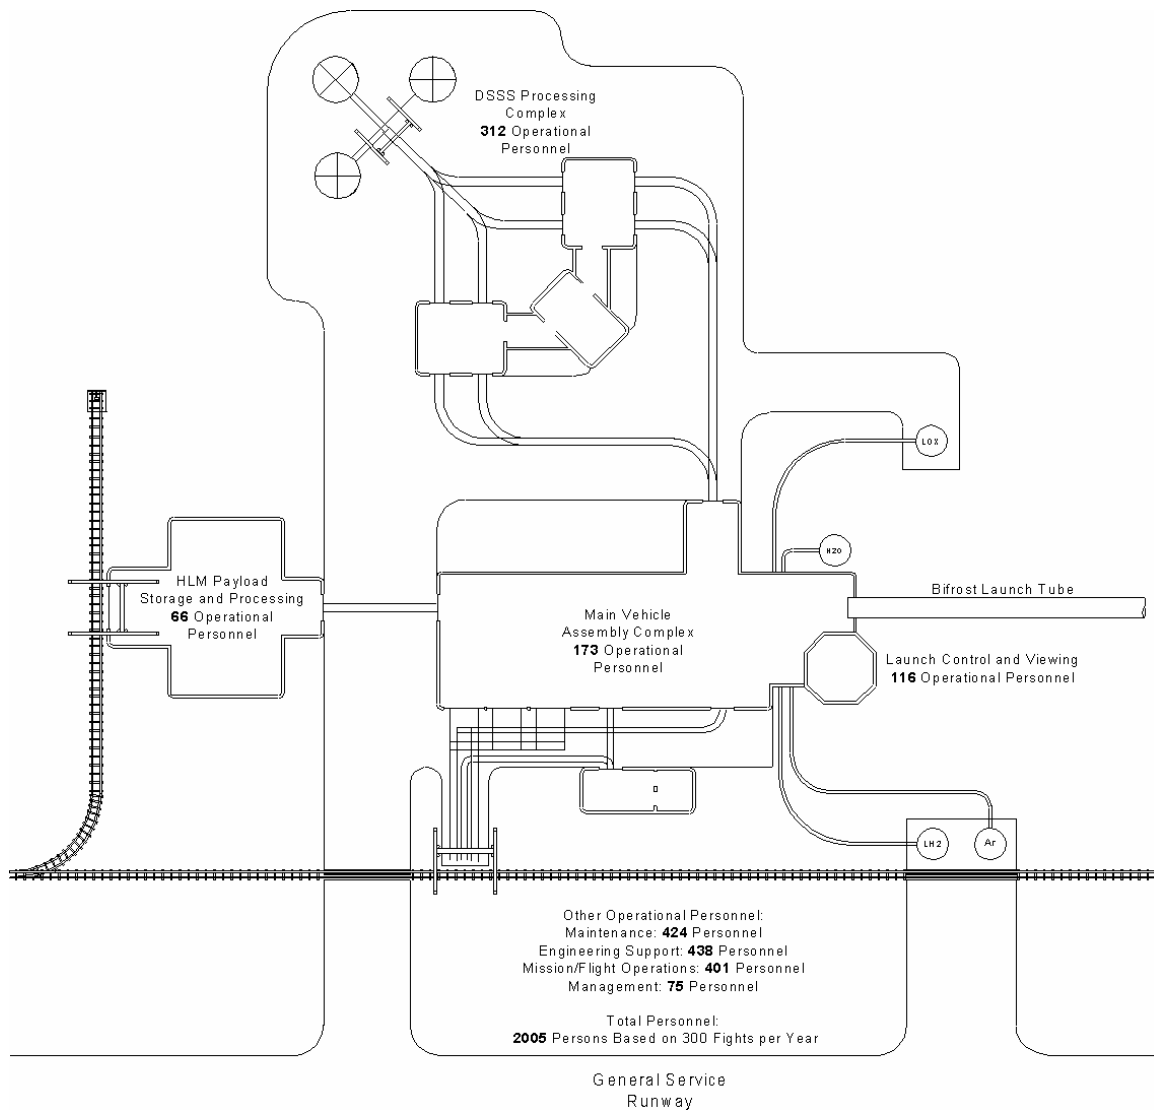 DSSS Processing
Complex
312 Operational
Personnel
LOX
H2O
HLM Payload
Storage and Processing
66 Operational
Personnel
Main Vehicle
Assembly Complex
173 Operational
Personnel
Bifrost Launch Tube
Launch Control and Viewing
116 Operational Personnel
LH2
Ar
Other Operational Personnel:
Maintenance: 424 Personnel
Engineering Support: 438 Personnel
Mission/Flight Operations: 401 Personnel
Management: 75 Personnel
Total Personnel:
2005 Persons Based on 300 Fights per Year
General Service
Runway